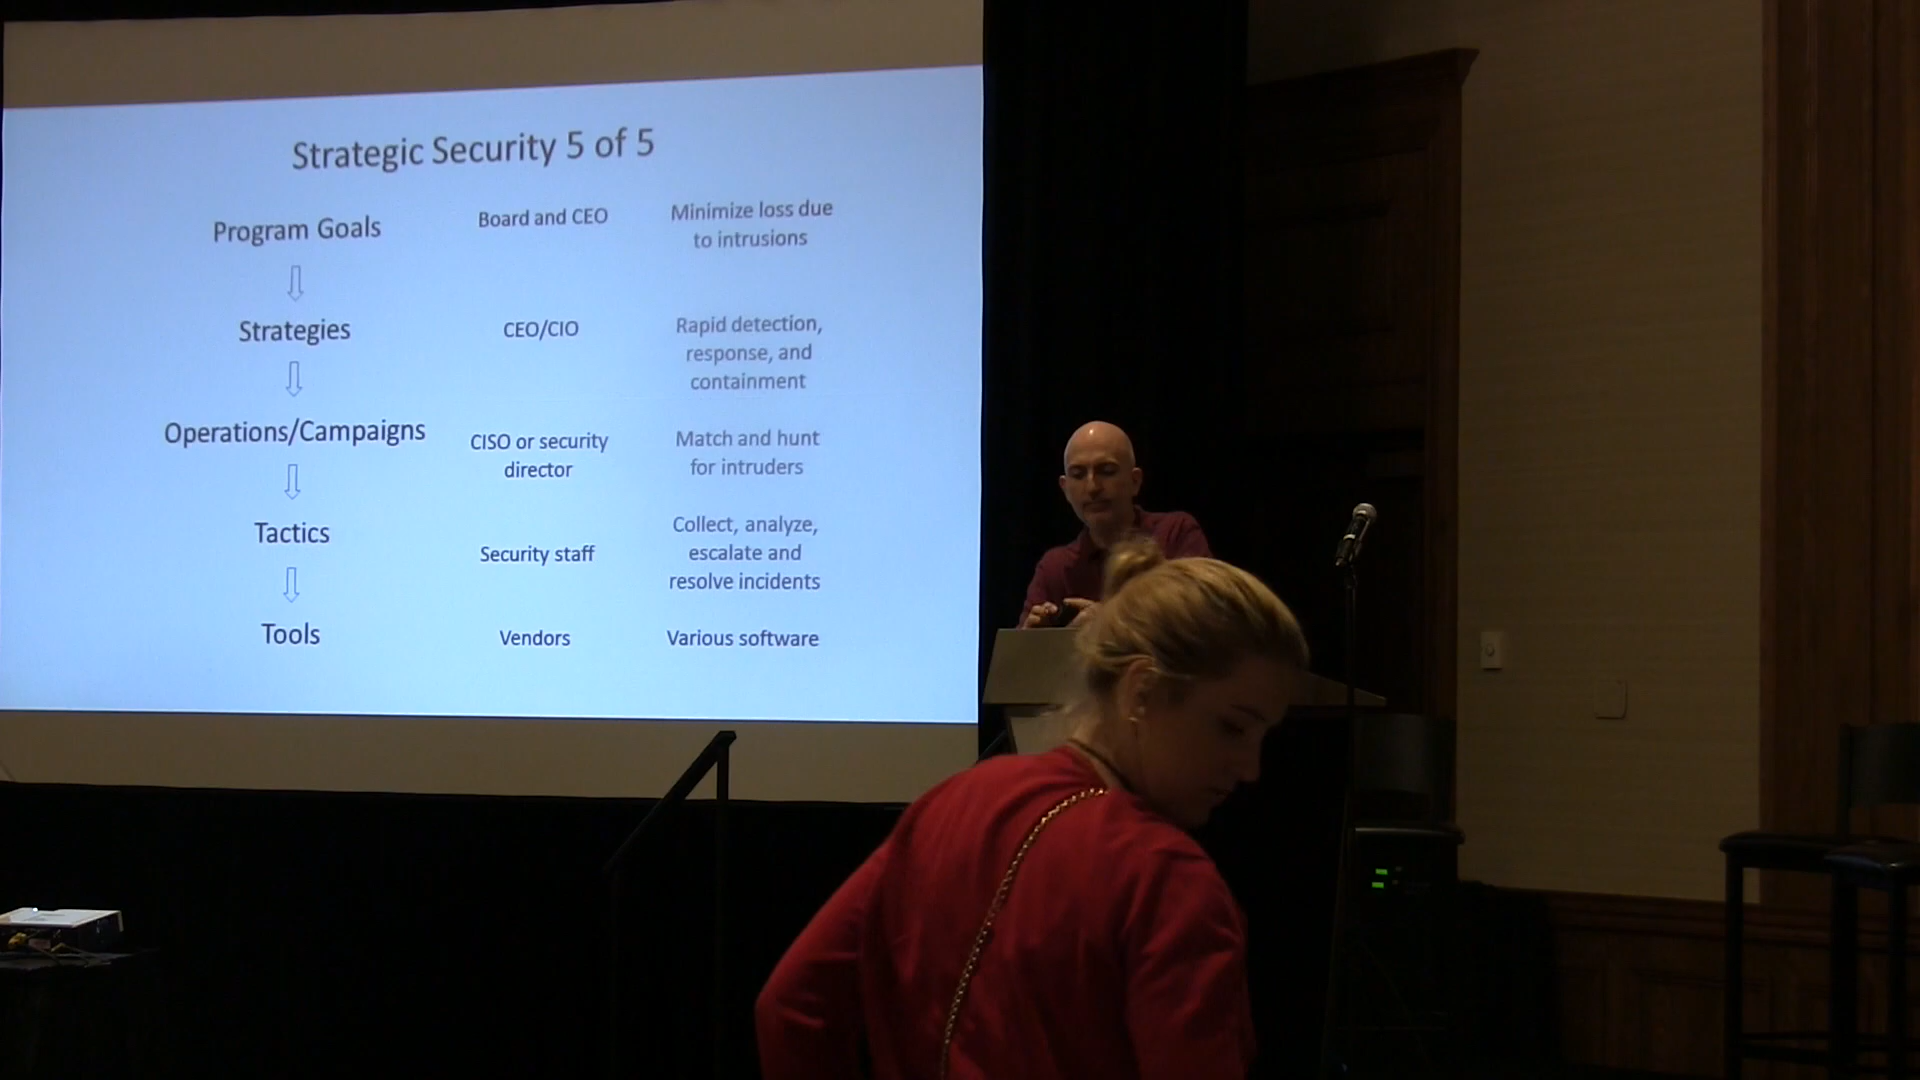 Strategic Security 5 of 5
Program Goals
Board and CEO
Minimize loss due
to intrusions
Strategies
CEO/CIO
Rapid detection,
response, and
containment
Operations/Campaigns
CISO or security
director
Match and hunt
for intruders
Tactics
Security staff
Collect, analyze,
escalate and
resolve incidents
Tools
Vendors
Various software